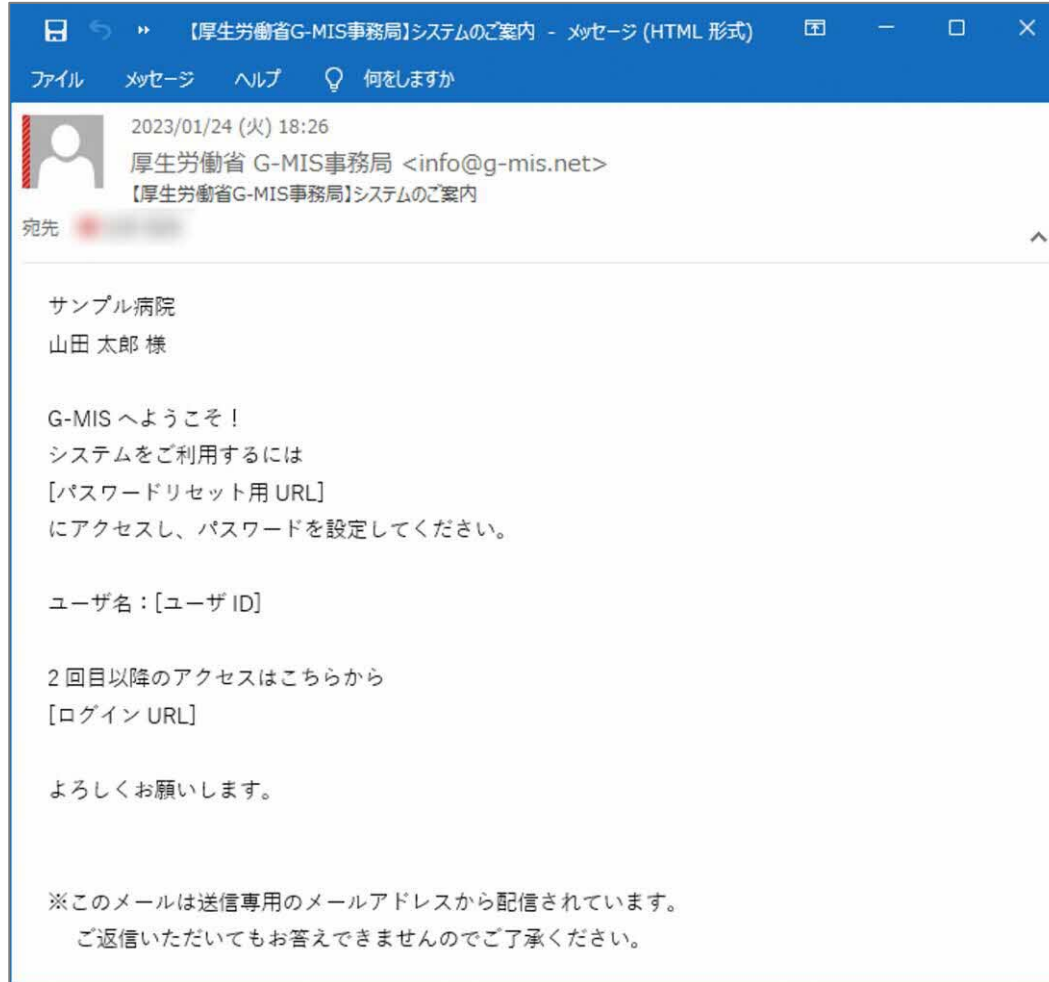 【厚生労働省G-MIS事務局】システムのご案内 - メッセージ (HTML 形式)
ファイル メッセージ ヘルプ 何をしますか
2023/01/24 (火) 18:26
厚生労働省 G-MIS事務局 <info@g-mis.net>
【厚生労働省G-MIS事務局】システムのご案内
宛先
サンプル病院
山田 太郎 様
G-MIS へようこそ！
システムをご利用するには
[パスワードリセット用 URL]
にアクセスし、パスワードを設定してください。
ユーザ名：[ユーザ ID]
2 回目以降のアクセスはこちらから
[ログイン URL]
よろしくお願いします。
※このメールは送信専用のメールアドレスから配信されています。
ご返信いただいてもお答えできませんのでご了承ください。